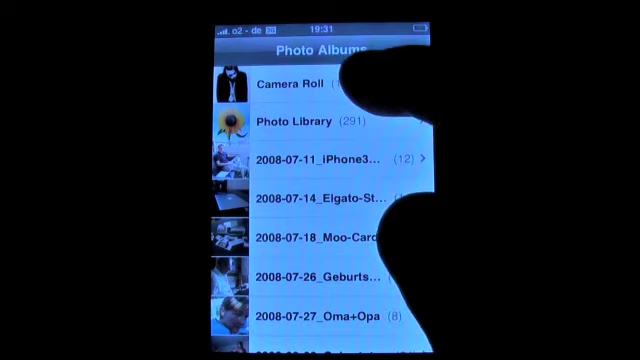 o2 - de 3G 19:31
Photo Albums
Camera Roll
Photo Library (291)
2008-07-11_iPhone3... (12)
2008-07-14_Elgato-St...
2008-07-18_Moo-Card
2008-07-26_Geburts...
2008-07-27_Oma+Opa (8)